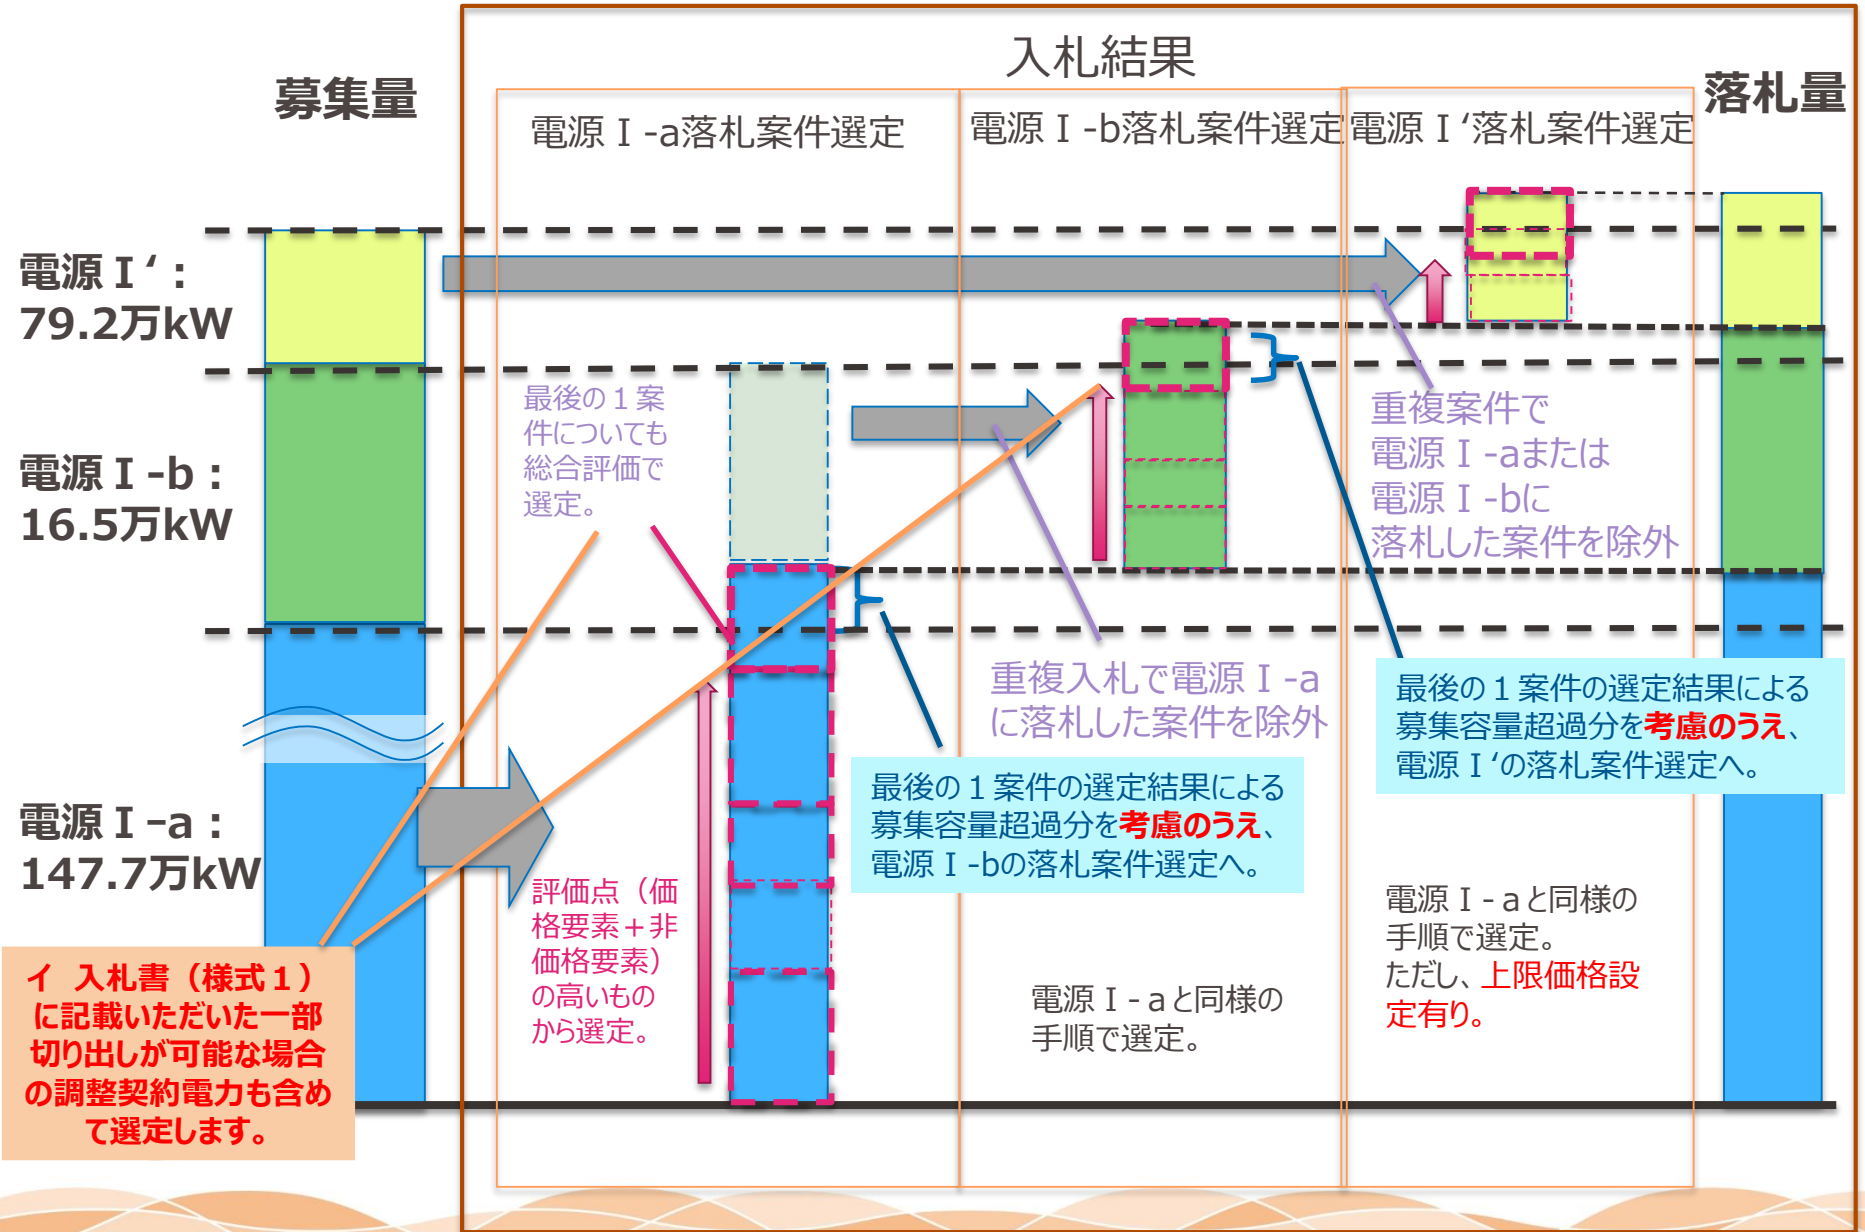 入札結果
募集量
落札量
電源Ⅰ-a落札案件選定
電源Ⅰ-b落札案件選定
電源Ⅰ‘落札案件選定
電源Ⅰ‘：
79.2万kW
電源Ⅰ-b：
16.5万kW
電源Ⅰ-a：
147.7万kW
最後の１案
件についても
総合評価で
選定。
重複案件で
電源Ⅰ-aまたは
電源Ⅰ-bに
落札した案件を除外
重複入札で電源Ⅰ-a
に落札した案件を除外
最後の１案件の選定結果による
募集容量超過分を考慮のうえ、
電源Ⅰ‘の落札案件選定へ。
最後の１案件の選定結果による
募集容量超過分を考慮のうえ、
電源Ⅰ-bの落札案件選定へ。
評価点（価
格要素＋非
価格要素）
の高いもの
から選定。
電源Ⅰ-ａと同様の
手順で選定。
電源Ⅰ-ａと同様の
手順で選定。
ただし、上限価格設
定有り。
イ　入札書（様式１）
に記載いただいた一部
切り出しが可能な場合
の調整契約電力も含め
て選定します。